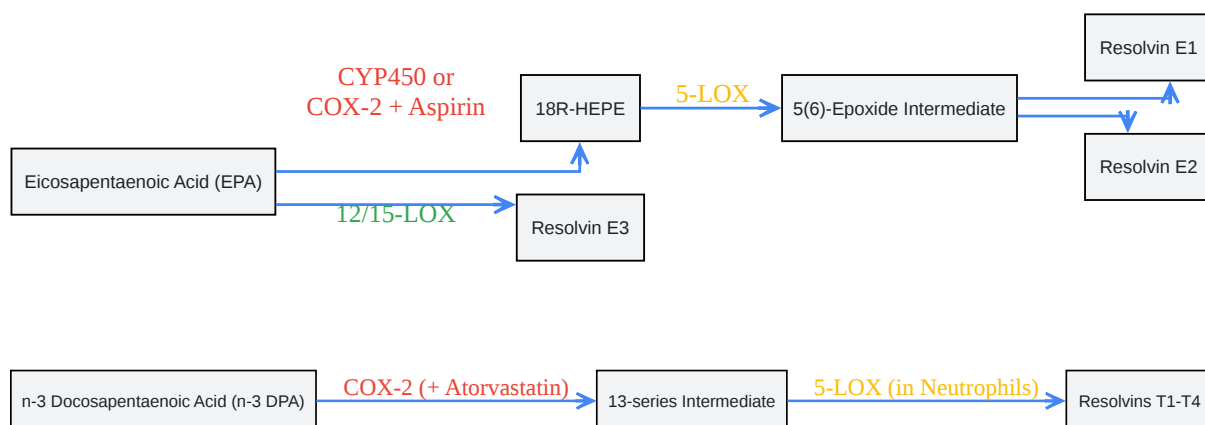 Resolvin E1
CYP450 or
COX-2 + Aspirin
18R-HEPE
5-LOX
5(6)-Epoxide Intermediate
Eicosapentaenoic Acid (EPA)
Resolvin E2
12/15-LOX
Resolvin E3
n-3 Docosapentaenoic Acid (n-3 DPA)
COX-2 (+ Atorvastatin)
13-series Intermediate
5-LOX (in Neutrophils)
Resolvins T1-T4